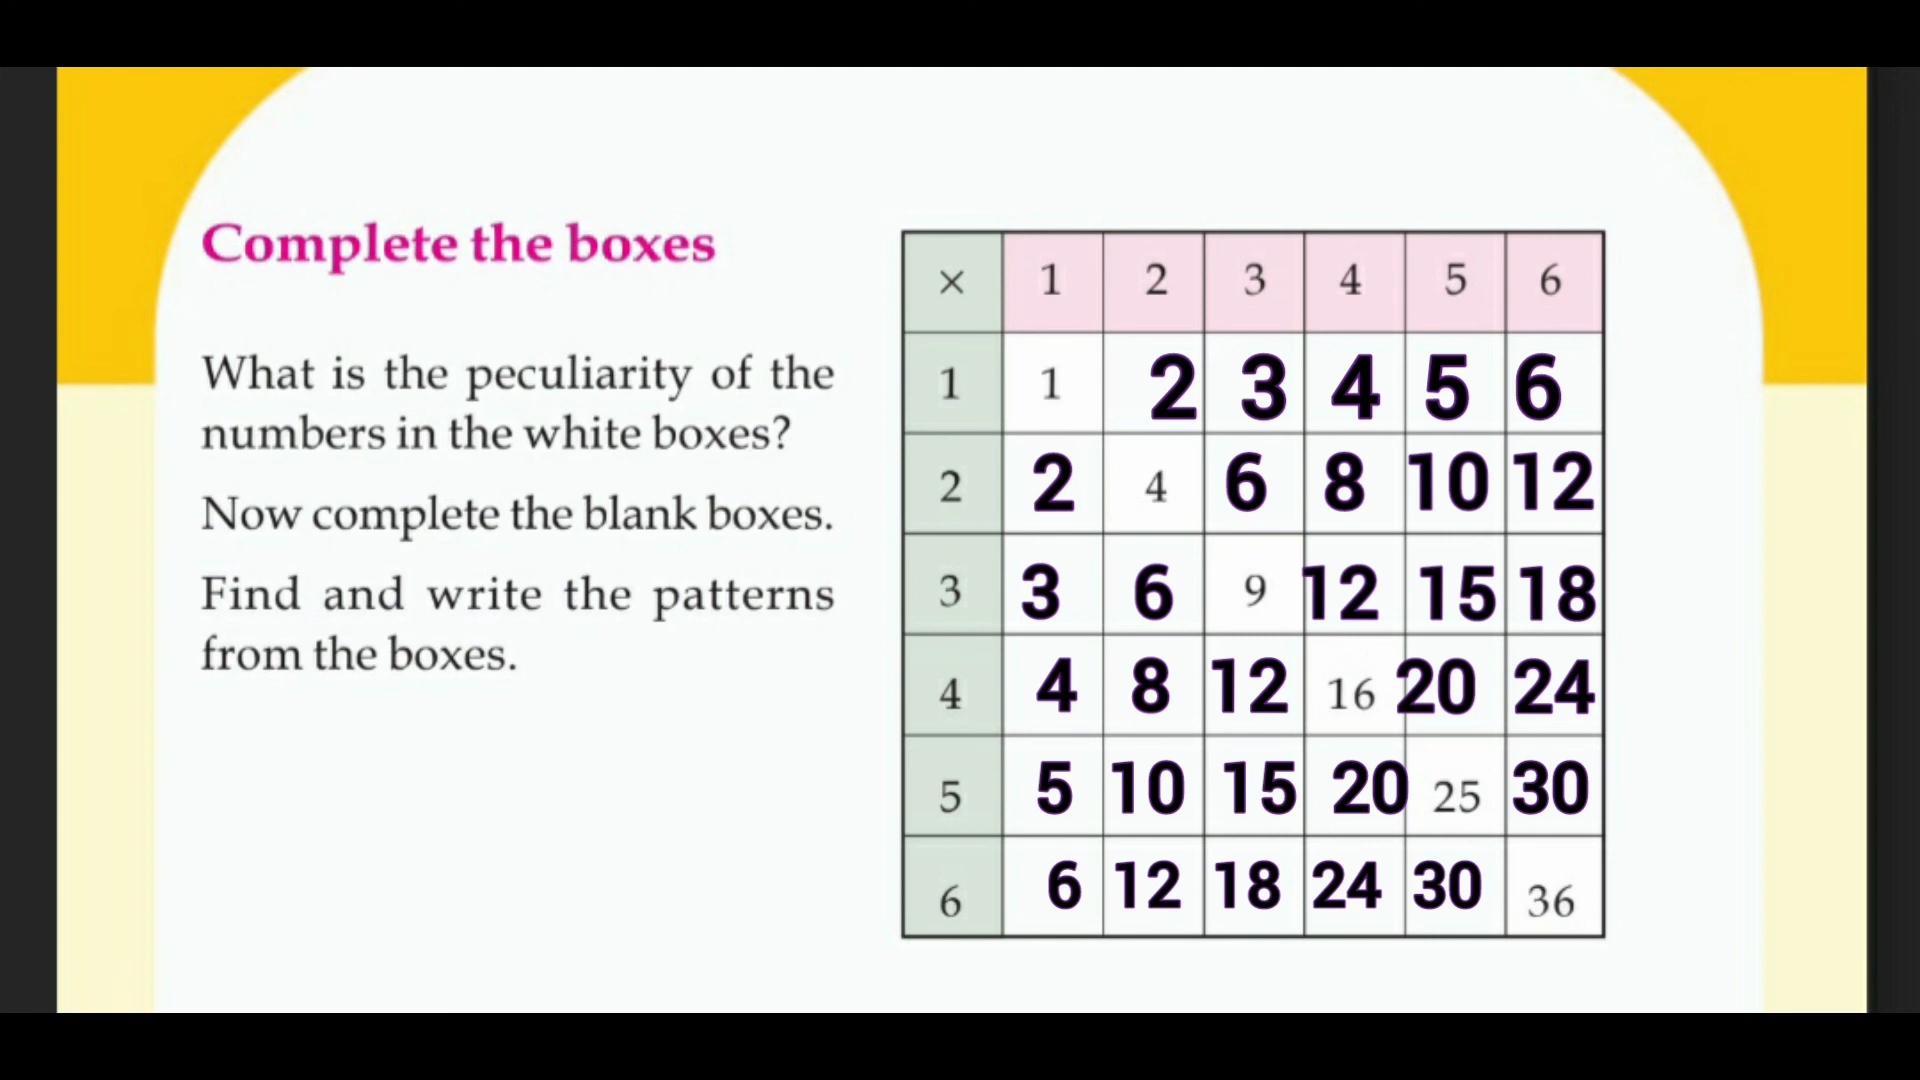 Complete the boxes
What is the peculiarity of the
numbers in the white boxes?
Now complete the blank boxes.
Find and write the patterns
from the boxes.
× 1 2 3 4 5 6
1 1 2 3 4 5 6
2 2 4 6 8 10 12
3 3 6 9 12 15 18
4 4 8 12 16 20 24
5 5 10 15 20 25 30
6 6 12 18 24 30 36